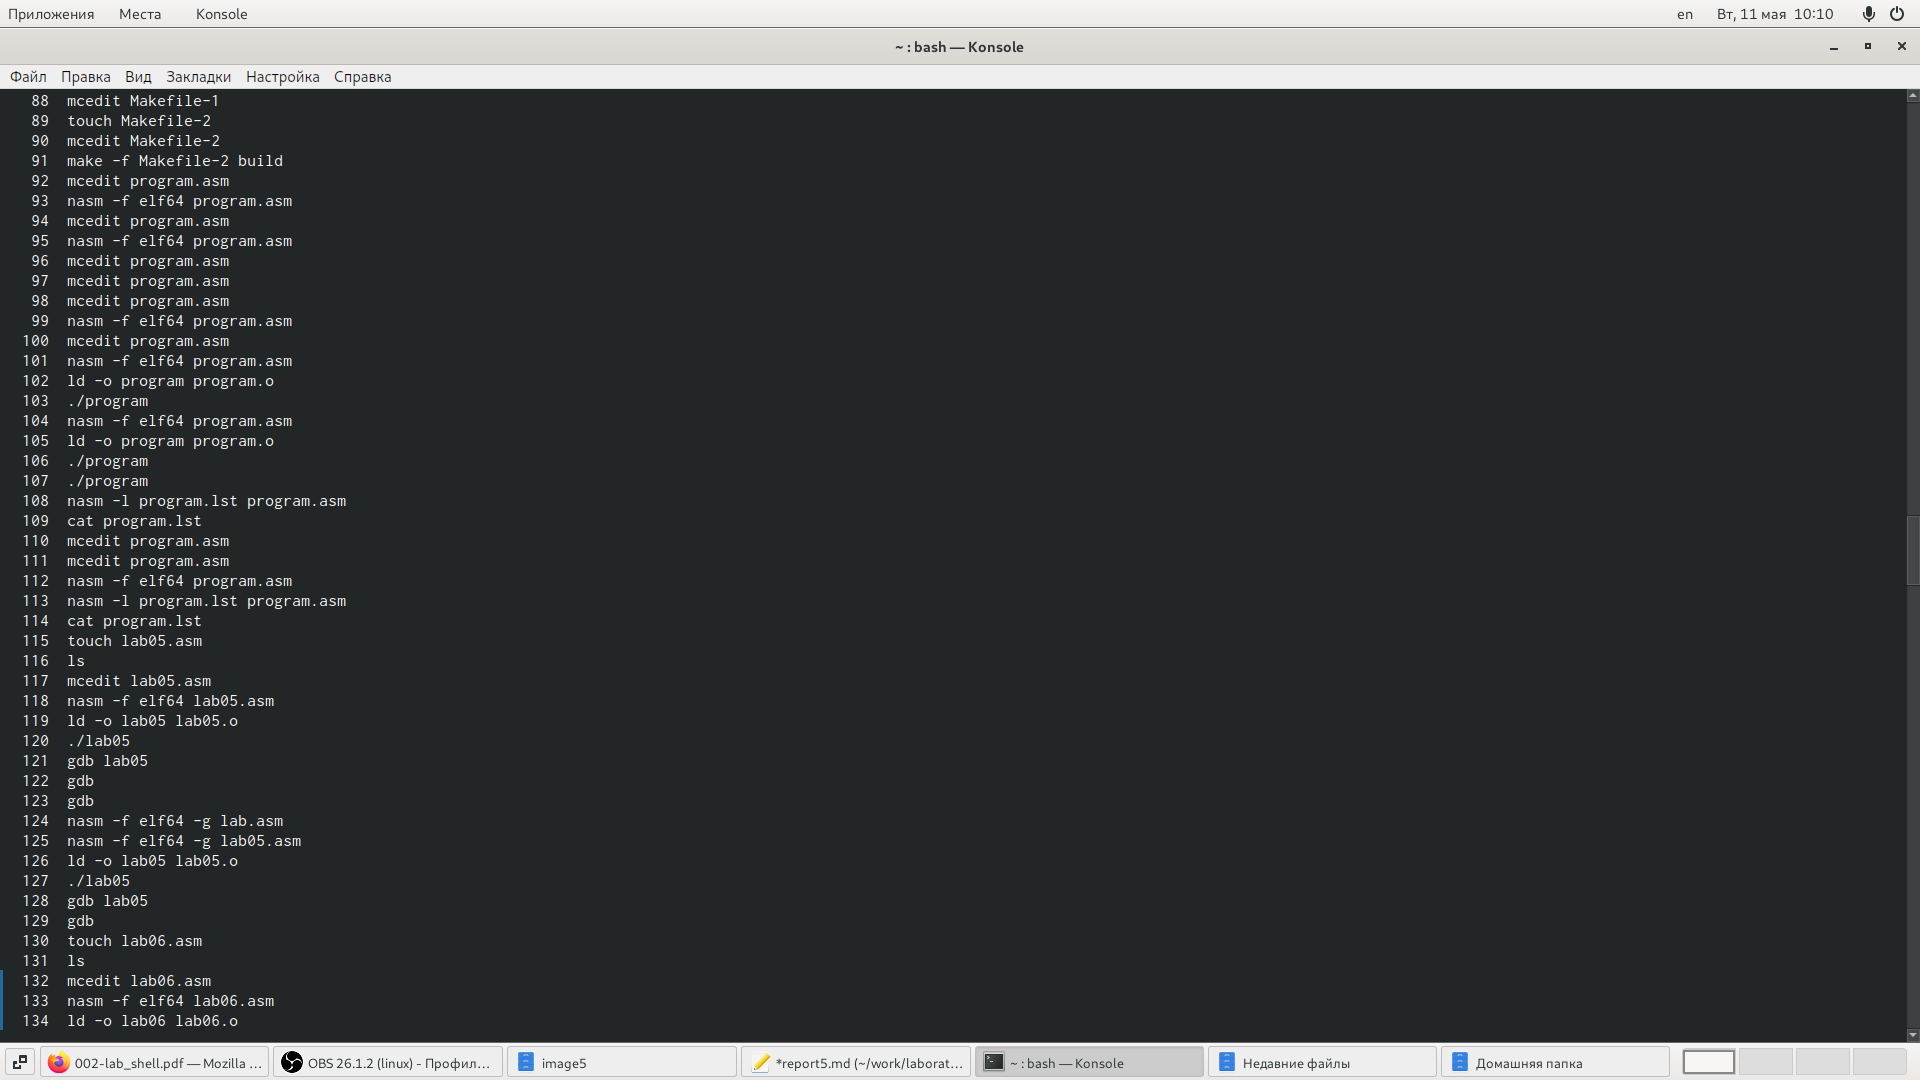 Приложения Места Konsole en Вт, 11 мая 10:10
~ : bash — Konsole
Файл Правка Вид Закладки Настройка Справка
88 mcedit Makefile-1
89 touch Makefile-2
90 mcedit Makefile-2
91 make -f Makefile-2 build
92 mcedit program.asm
93 nasm -f elf64 program.asm
94 mcedit program.asm
95 nasm -f elf64 program.asm
96 mcedit program.asm
97 mcedit program.asm
98 mcedit program.asm
99 nasm -f elf64 program.asm
100 mcedit program.asm
101 nasm -f elf64 program.asm
102 ld -o program program.o
103 ./program
104 nasm -f elf64 program.asm
105 ld -o program program.o
106 ./program
107 ./program
108 nasm -l program.lst program.asm
109 cat program.lst
110 mcedit program.asm
111 mcedit program.asm
112 nasm -f elf64 program.asm
113 nasm -l program.lst program.asm
114 cat program.lst
115 touch lab05.asm
116 ls
117 mcedit lab05.asm
118 nasm -f elf64 lab05.asm
119 ld -o lab05 lab05.o
120 ./lab05
121 gdb lab05
122 gdb
123 gdb
124 nasm -f elf64 -g lab.asm
125 nasm -f elf64 -g lab05.asm
126 ld -o lab05 lab05.o
127 ./lab05
128 gdb lab05
129 gdb
130 touch lab06.asm
131 ls
132 mcedit lab06.asm
133 nasm -f elf64 lab06.asm
134 ld -o lab06 lab06.o
002-lab_shell.pdf — Mozilla ... OBS 26.1.2 (linux) - Профил... image5 *report5.md (~/work/laborat... ~ : bash — Konsole Недавние файлы Домашняя папка